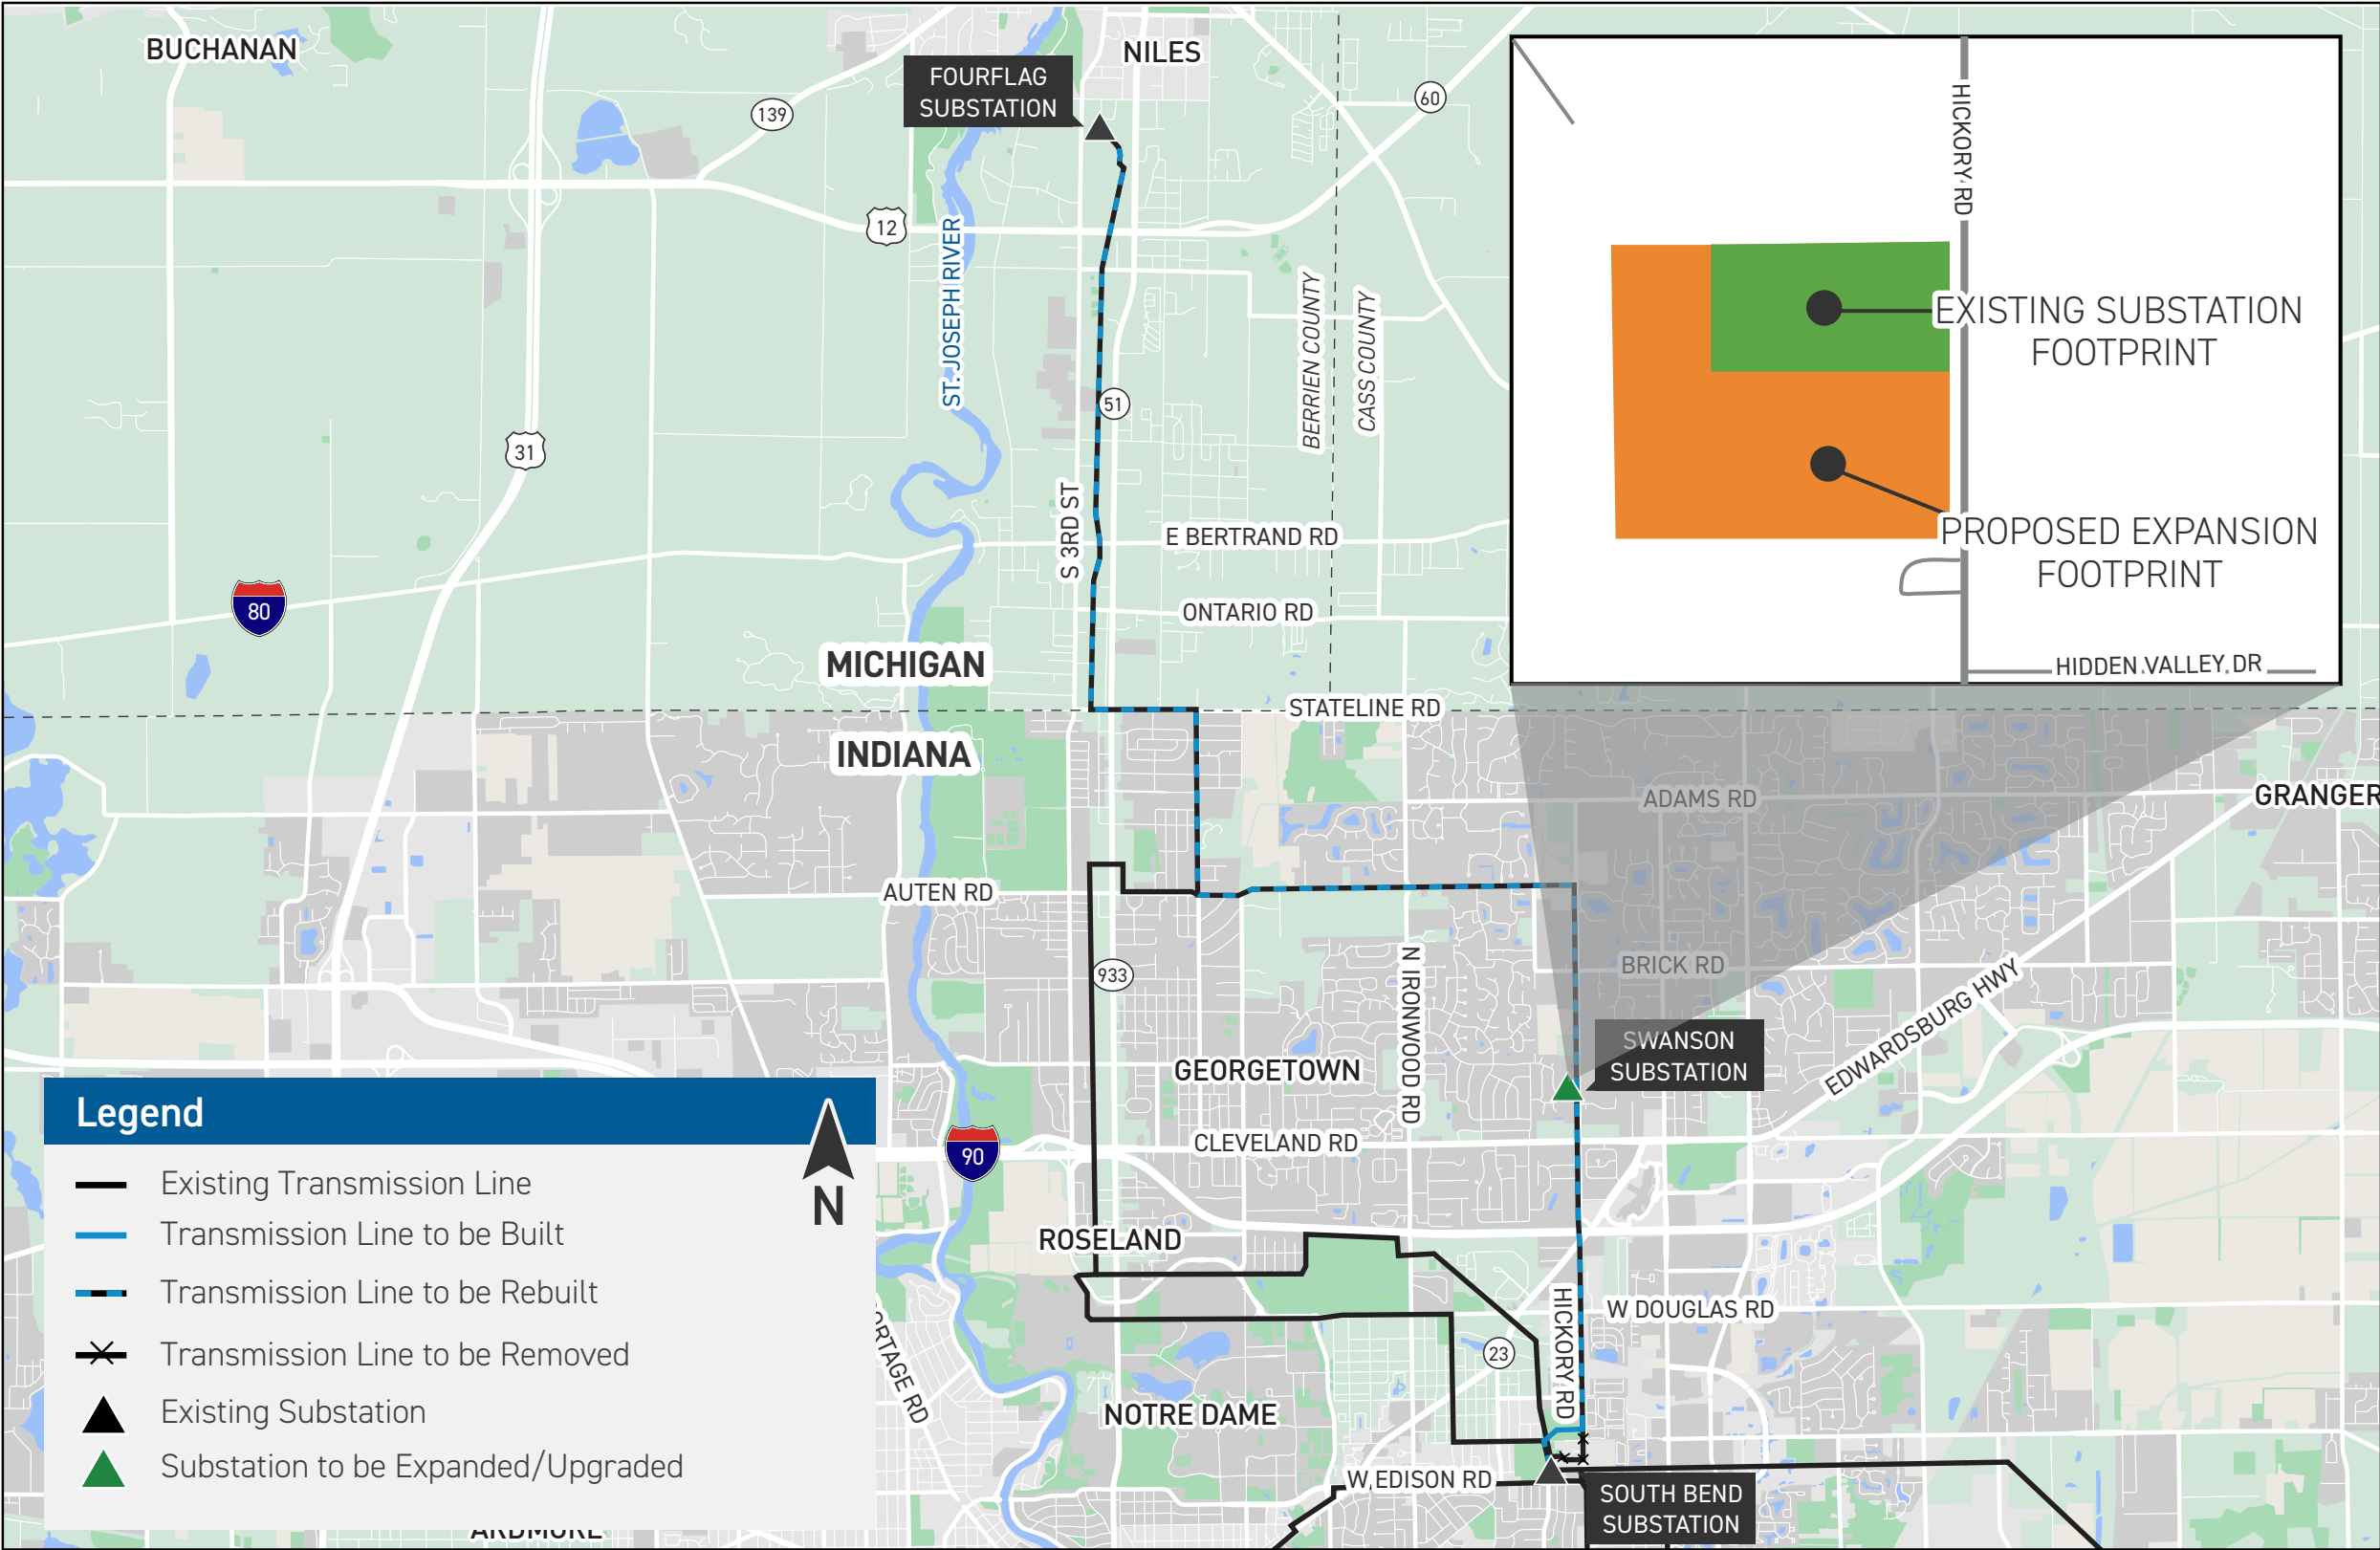 BUCHANAN
NILES
FOURFLAG
SUBSTATION
139
60
12
ST. JOSEPH RIVER
BERRIEN COUNTY
CASS COUNTY
51
31
S 3RD ST
E BERTRAND RD
80
ONTARIO RD
MICHIGAN
STATELINE RD
INDIANA
HICKORY RD
EXISTING SUBSTATION
FOOTPRINT
PROPOSED EXPANSION
FOOTPRINT
HIDDEN VALLEY DR
ADAMS RD
GRANGER
AUTEN RD
933
N IRONWOOD RD
BRICK RD
EDWARDSBURG HWY
SWANSON
SUBSTATION
GEORGETOWN
CLEVELAND RD
90
ROSELAND
HICKORY RD
W DOUGLAS RD
23
NOTRE DAME
W EDISON RD
SOUTH BEND
SUBSTATION
Legend
N
Existing Transmission Line
Transmission Line to be Built
Transmission Line to be Rebuilt
Transmission Line to be Removed
Existing Substation
Substation to be Expanded/Upgraded
ORTAGE RD
ARDMORE